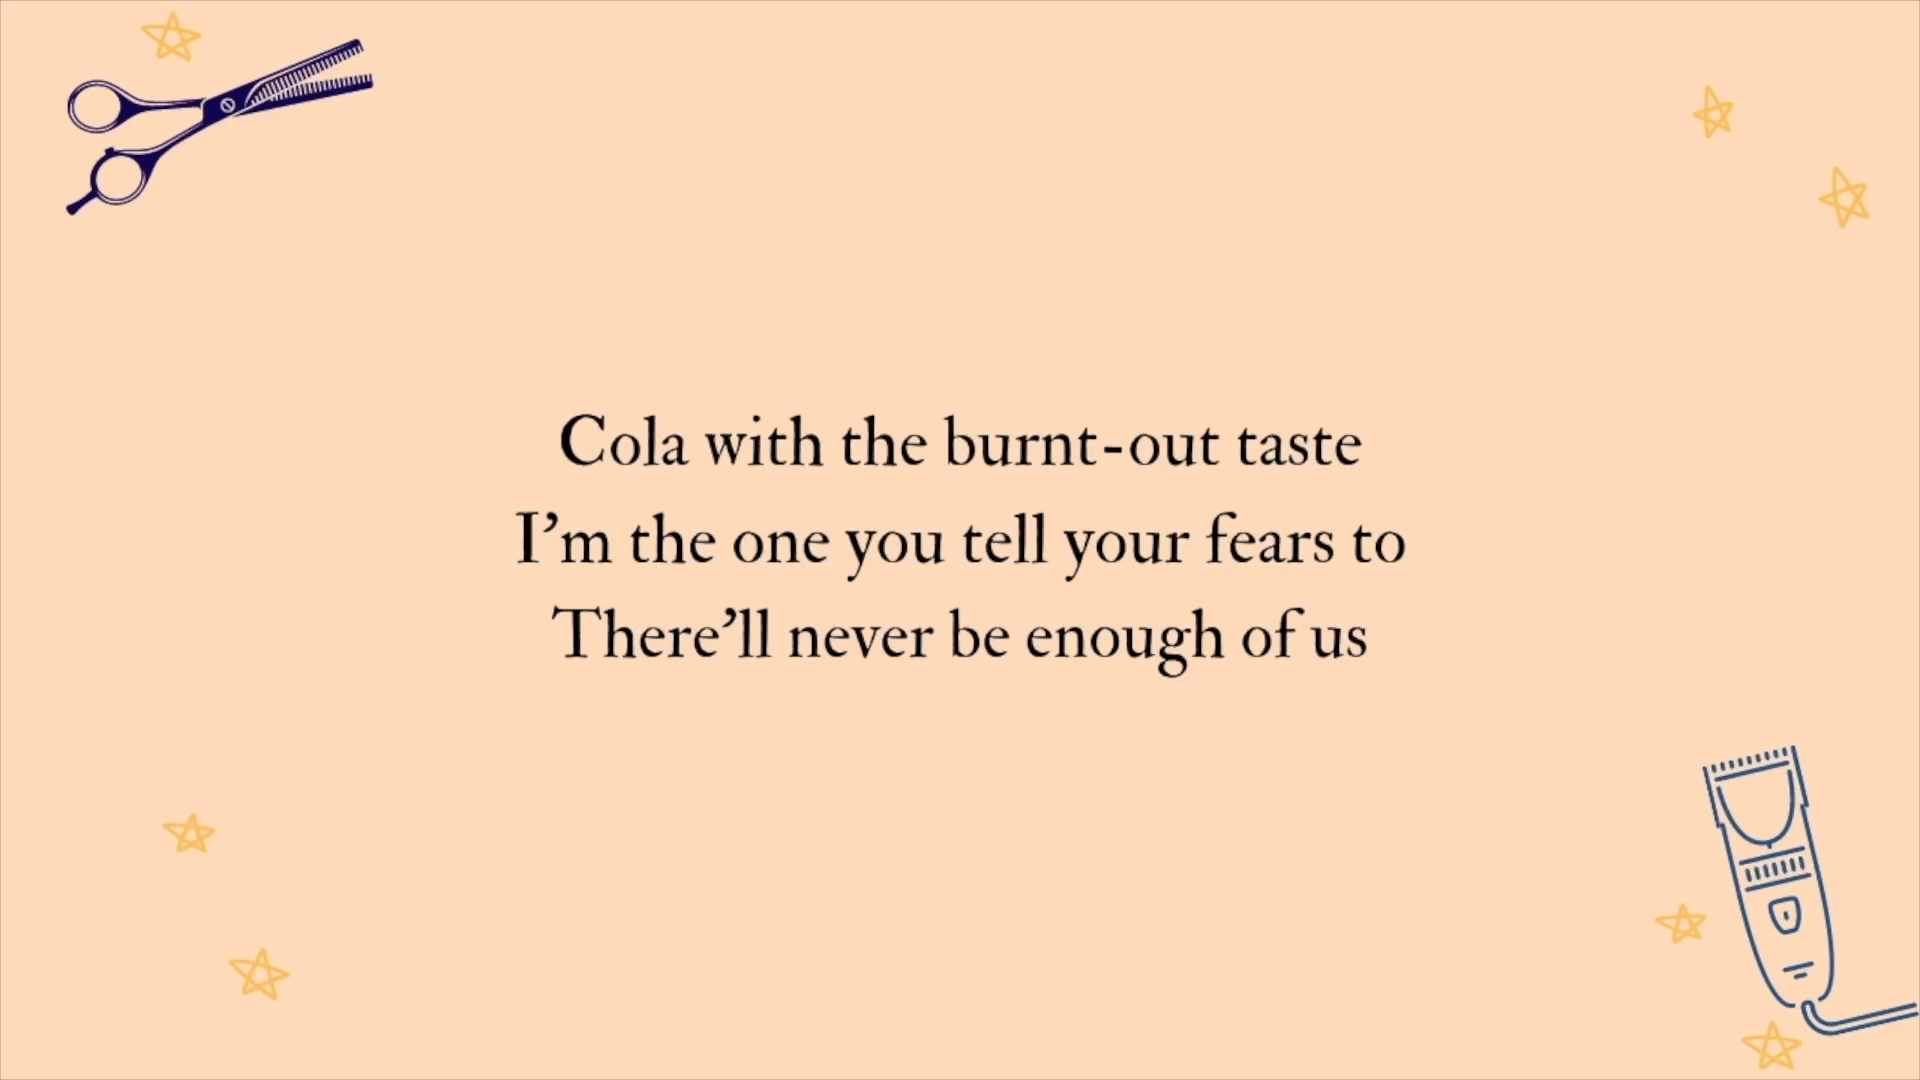 Cola with the burnt-out taste
I’m the one you tell your fears to
There’ll never be enough of us